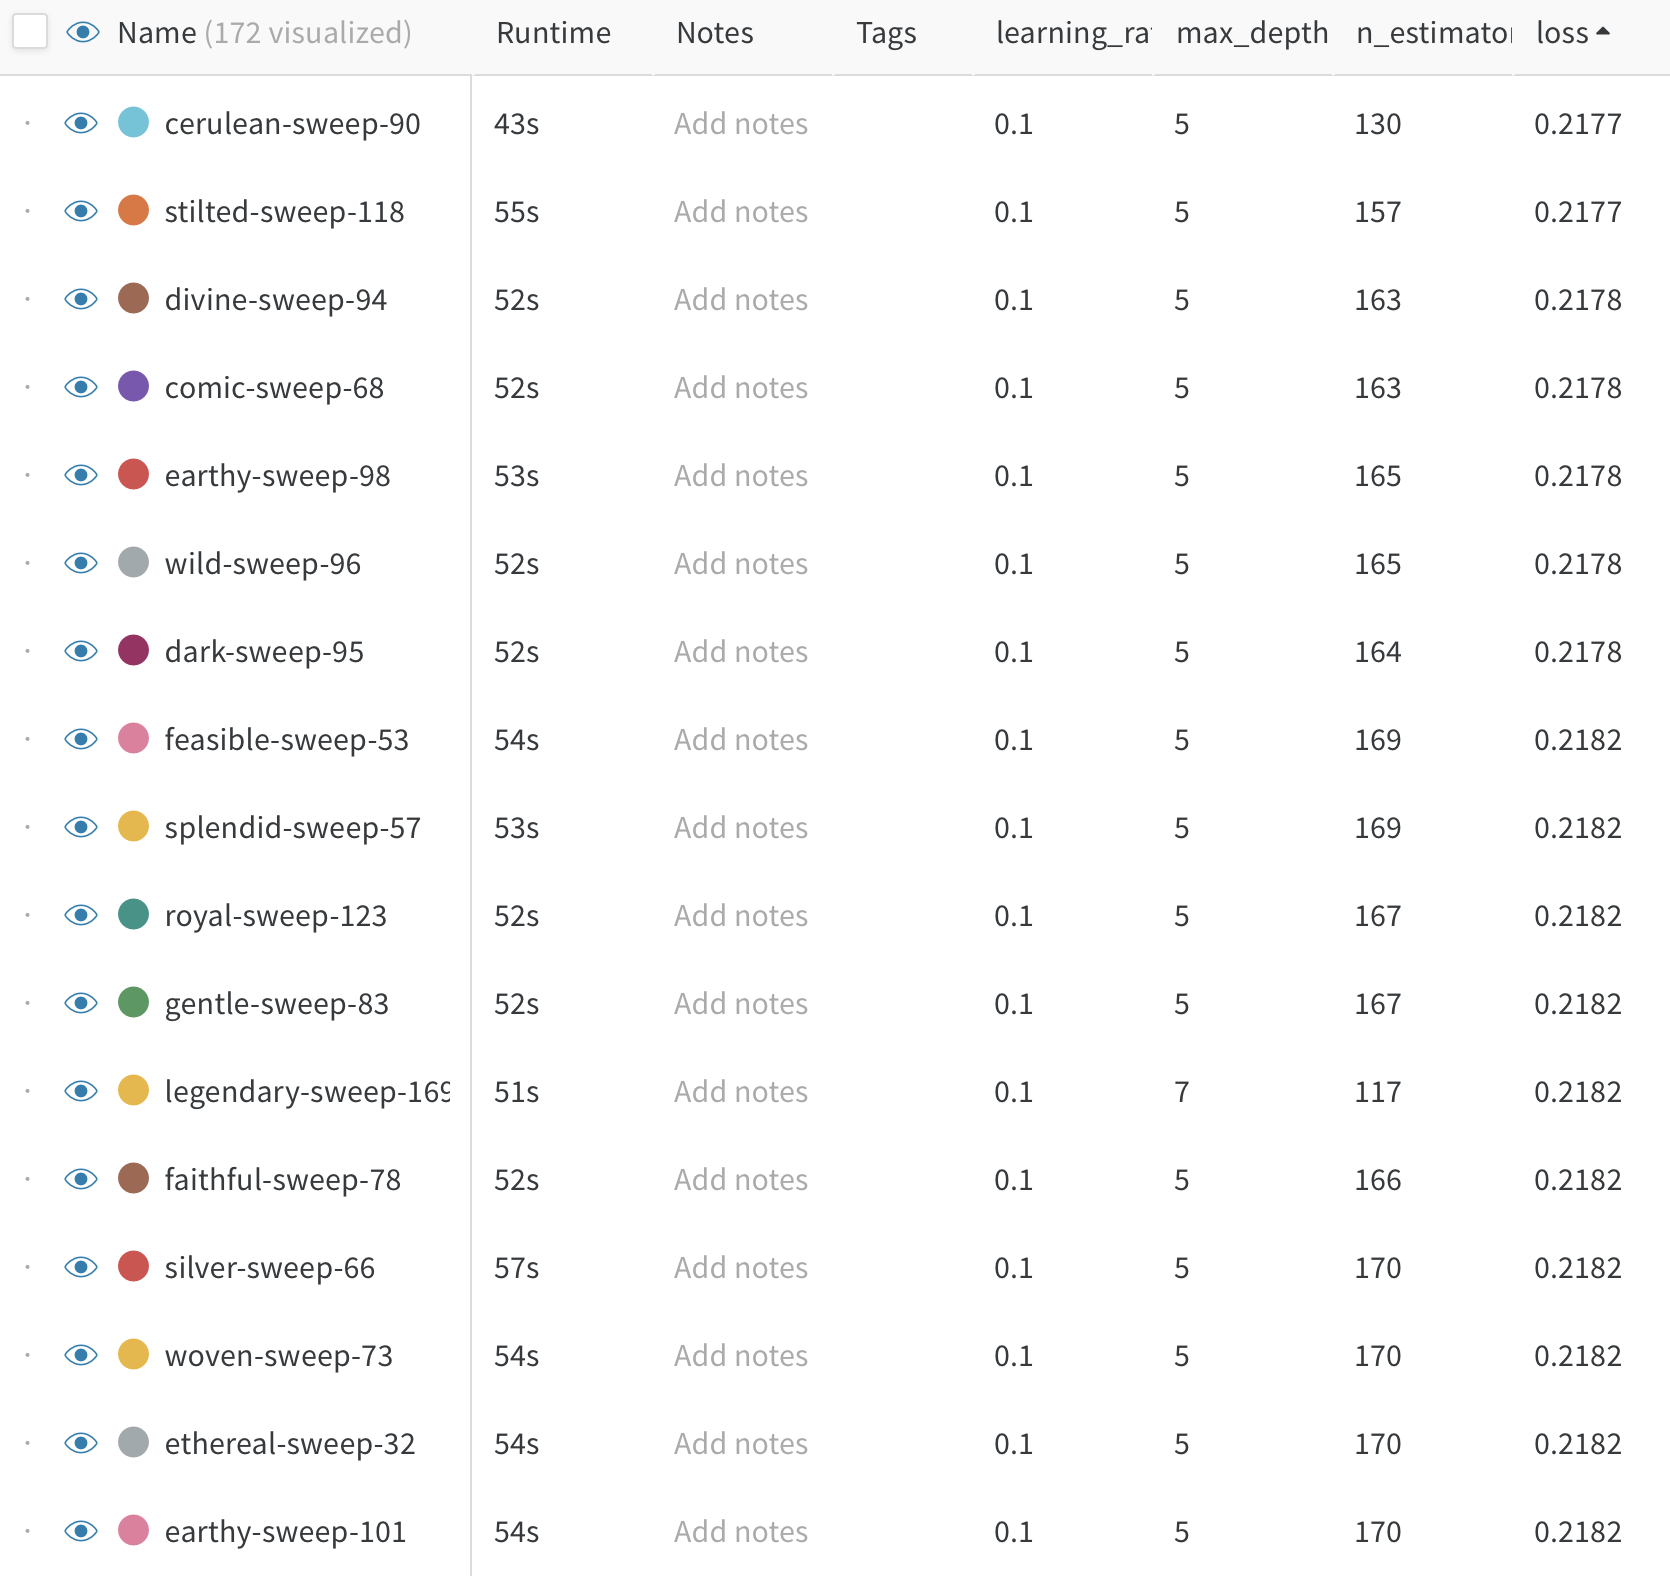 Name (172 visualized) Runtime Notes Tags learning_ra max_depth n_estimato loss
cerulean-sweep-90 43s Add notes 0.1 5 130 0.2177
stilted-sweep-118 55s Add notes 0.1 5 157 0.2177
divine-sweep-94 52s Add notes 0.1 5 163 0.2178
comic-sweep-68 52s Add notes 0.1 5 163 0.2178
earthy-sweep-98 53s Add notes 0.1 5 165 0.2178
wild-sweep-96 52s Add notes 0.1 5 165 0.2178
dark-sweep-95 52s Add notes 0.1 5 164 0.2178
feasible-sweep-53 54s Add notes 0.1 5 169 0.2182
splendid-sweep-57 53s Add notes 0.1 5 169 0.2182
royal-sweep-123 52s Add notes 0.1 5 167 0.2182
gentle-sweep-83 52s Add notes 0.1 5 167 0.2182
legendary-sweep-169 51s Add notes 0.1 7 117 0.2182
faithful-sweep-78 52s Add notes 0.1 5 166 0.2182
silver-sweep-66 57s Add notes 0.1 5 170 0.2182
woven-sweep-73 54s Add notes 0.1 5 170 0.2182
ethereal-sweep-32 54s Add notes 0.1 5 170 0.2182
earthy-sweep-101 54s Add notes 0.1 5 170 0.2182